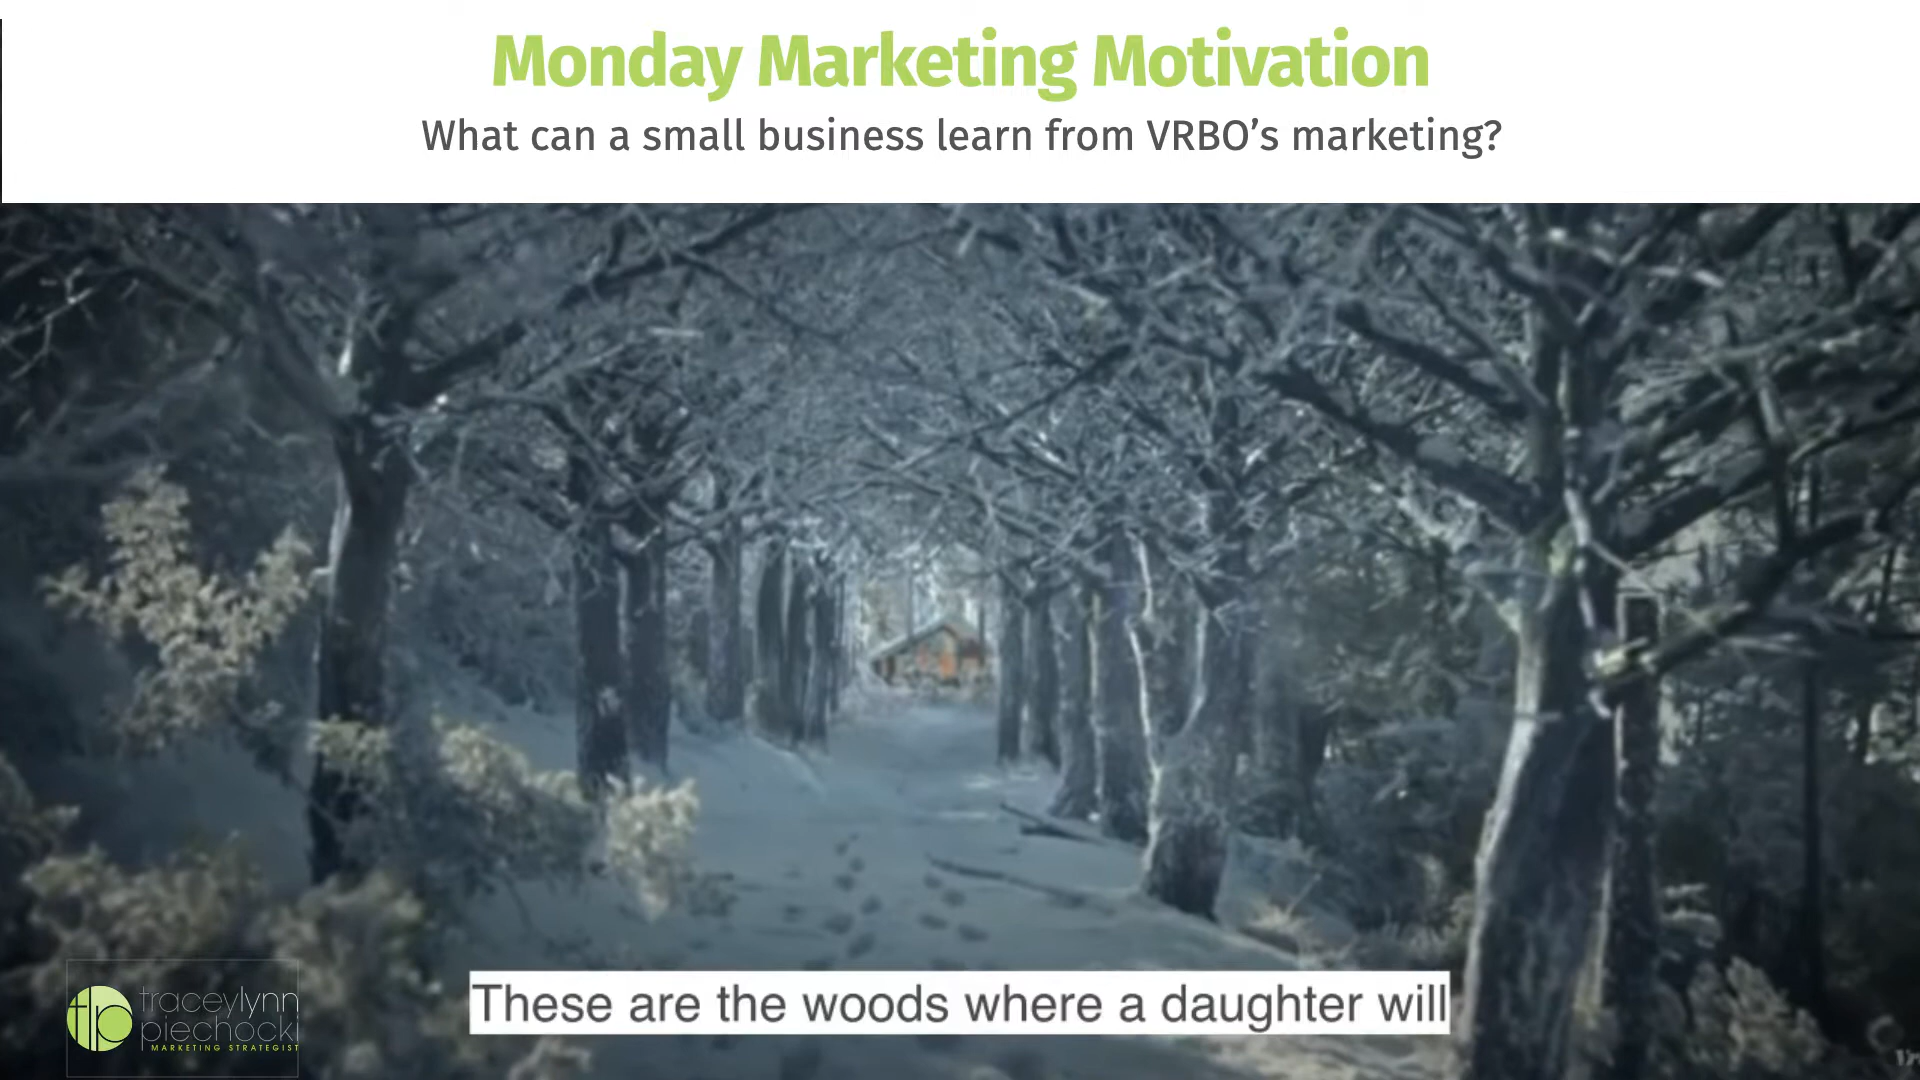 Monday Marketing Motivation
What can a small business learn from VRBO’s marketing?
These are the woods where a daughter will
tlp
traceylynn
piechocki
MARKETING STRATEGIST